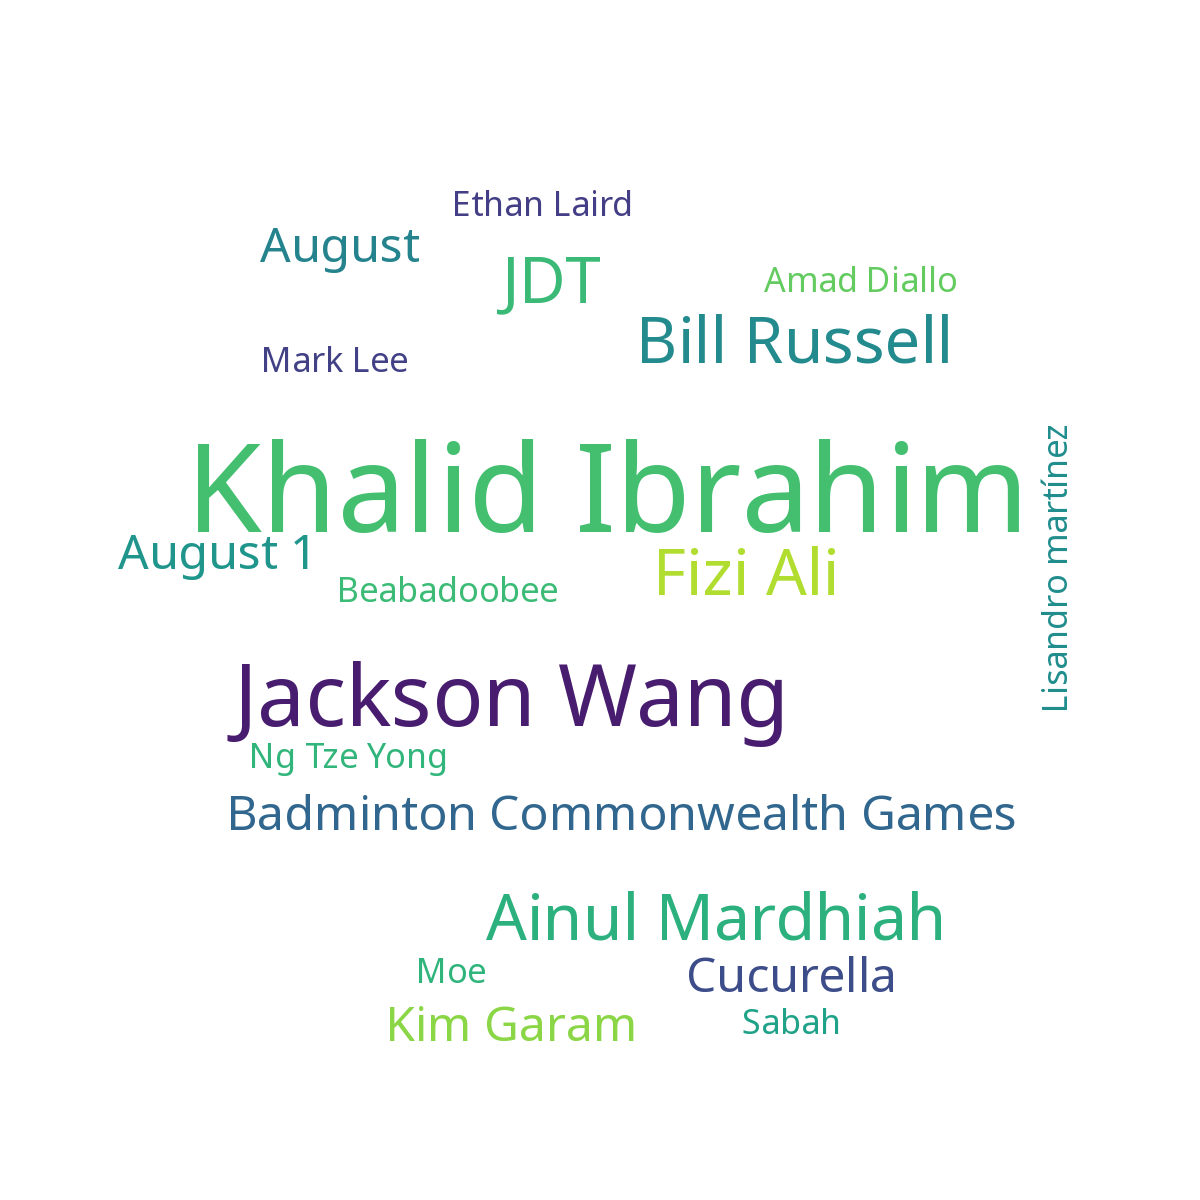 Ethan Laird
August
JDT
Amad Diallo
Bill Russell
Mark Lee
Khalid Ibrahim
Lisandro martínez
August 1
Fizi Ali
Beabadoobee
Jackson Wang
Ng Tze Yong
Badminton Commonwealth Games
Ainul Mardhiah
Moe
Cucurella
Kim Garam
Sabah